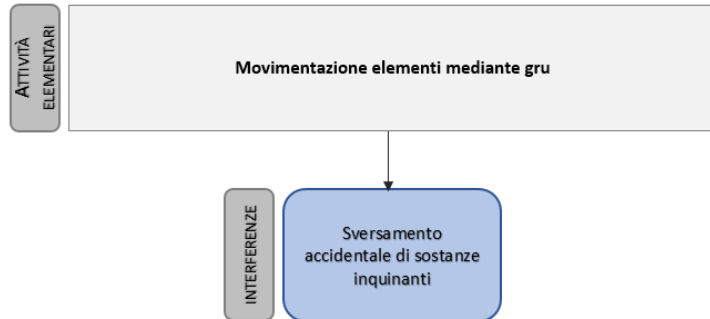 ATTIVITÀ
ELEMENTARI
Movimentazione elementi mediante gru
INTERFERENZE
Sversamento
accidentale di sostanze
inquinanti